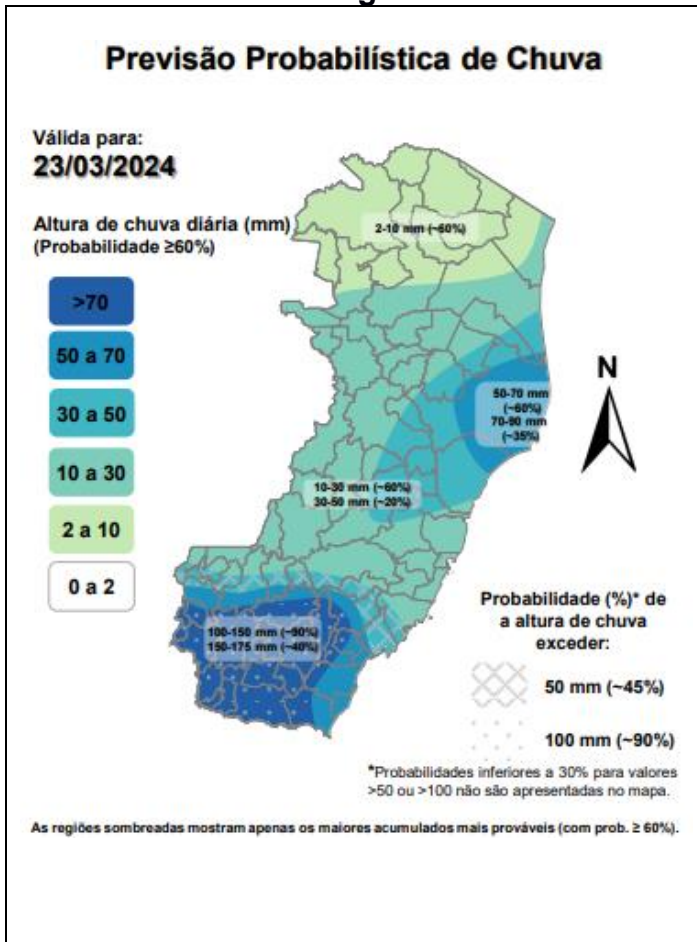 Previsão Probabilística de Chuva
Válida para:
23/03/2024
Altura de chuva diária (mm)
(Probabilidade ≥60%)
>70
50 a 70
30 a 50
10 a 30
2 a 10
0 a 2
2-10 mm (~60%)
N
50-70 mm
(~60%)
70-90 mm
(~35%)
10-30 mm (~60%)
30-50 mm (~20%)
100-150 mm (~90%)
150-175 mm (~40%)
Probabilidade (%)* de
a altura de chuva
exceder:
50 mm (~45%)
100 mm (~90%)
*Probabilidades inferiores a 30% para valores
>50 ou >100 não são apresentadas no mapa.
As regiões sombreadas mostram apenas os maiores acumulados mais prováveis (com prob. ≥ 60%).